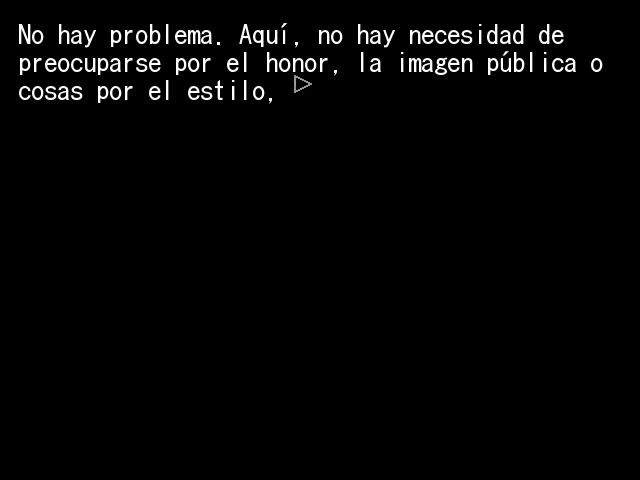 No hay problema. Aquí, no hay necesidad de
preocuparse por el honor, la imagen pública o
cosas por el estilo,